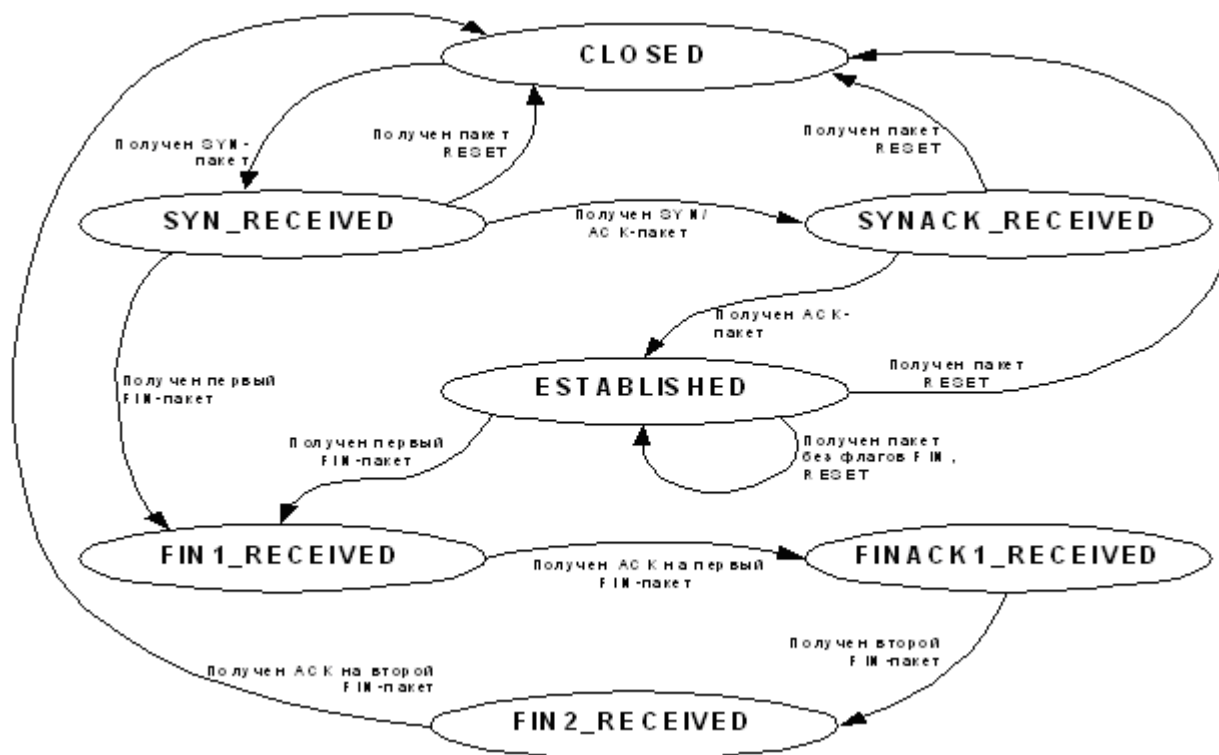 CLOSED
Получен SYN-
пакет
Получен пакет
RESET
Получен пакет
RESET
SYN_RECEIVED
Получен SYN/
ACK-пакет
SYNACK_RECEIVED
Получен ACK-
пакет
Получен первый
FIN-пакет
ESTABLISHED
Получен пакет
RESET
Получен первый
FIN-пакет
Получен пакет
без флагов FIN,
RESET
FIN1_RECEIVED
Получен ACK на первый
FIN-пакет
FINACK1_RECEIVED
Получен ACK на второй
FIN-пакет
Получен второй
FIN-пакет
FIN2_RECEIVED